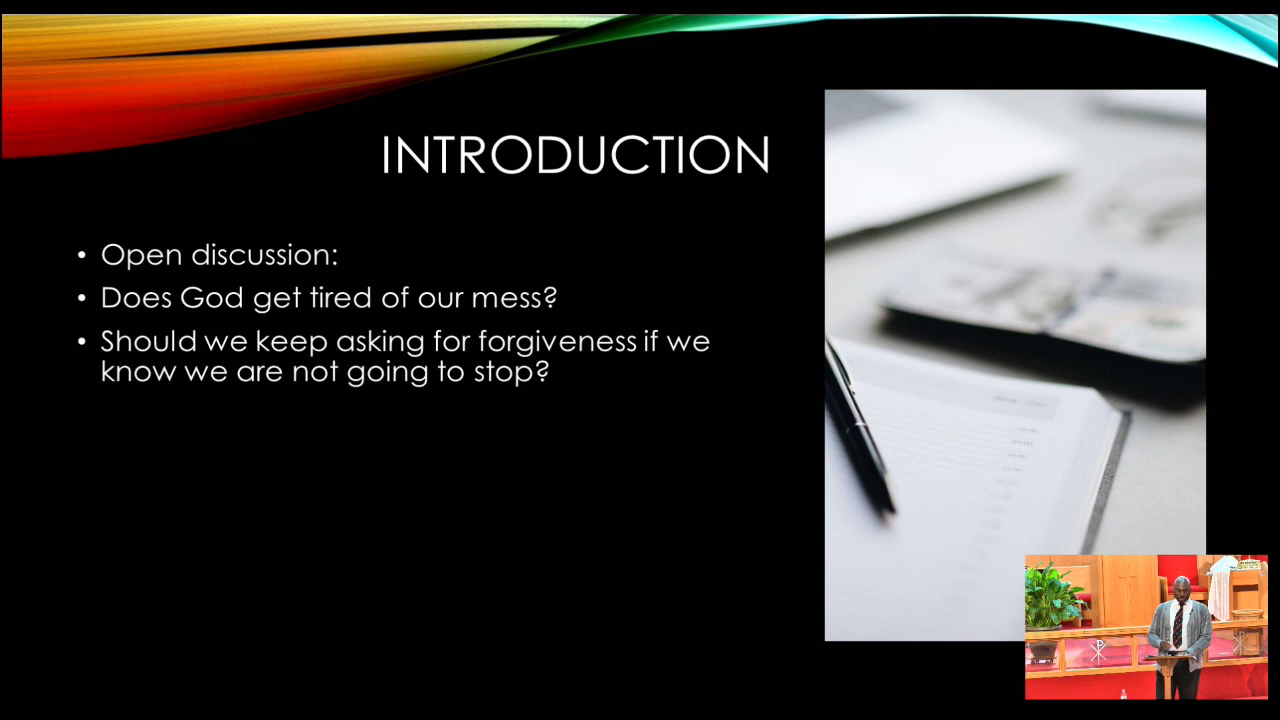 INTRODUCTION
• Open discussion:
• Does God get tired of our mess?
• Should we keep asking for forgiveness if we
know we are not going to stop?